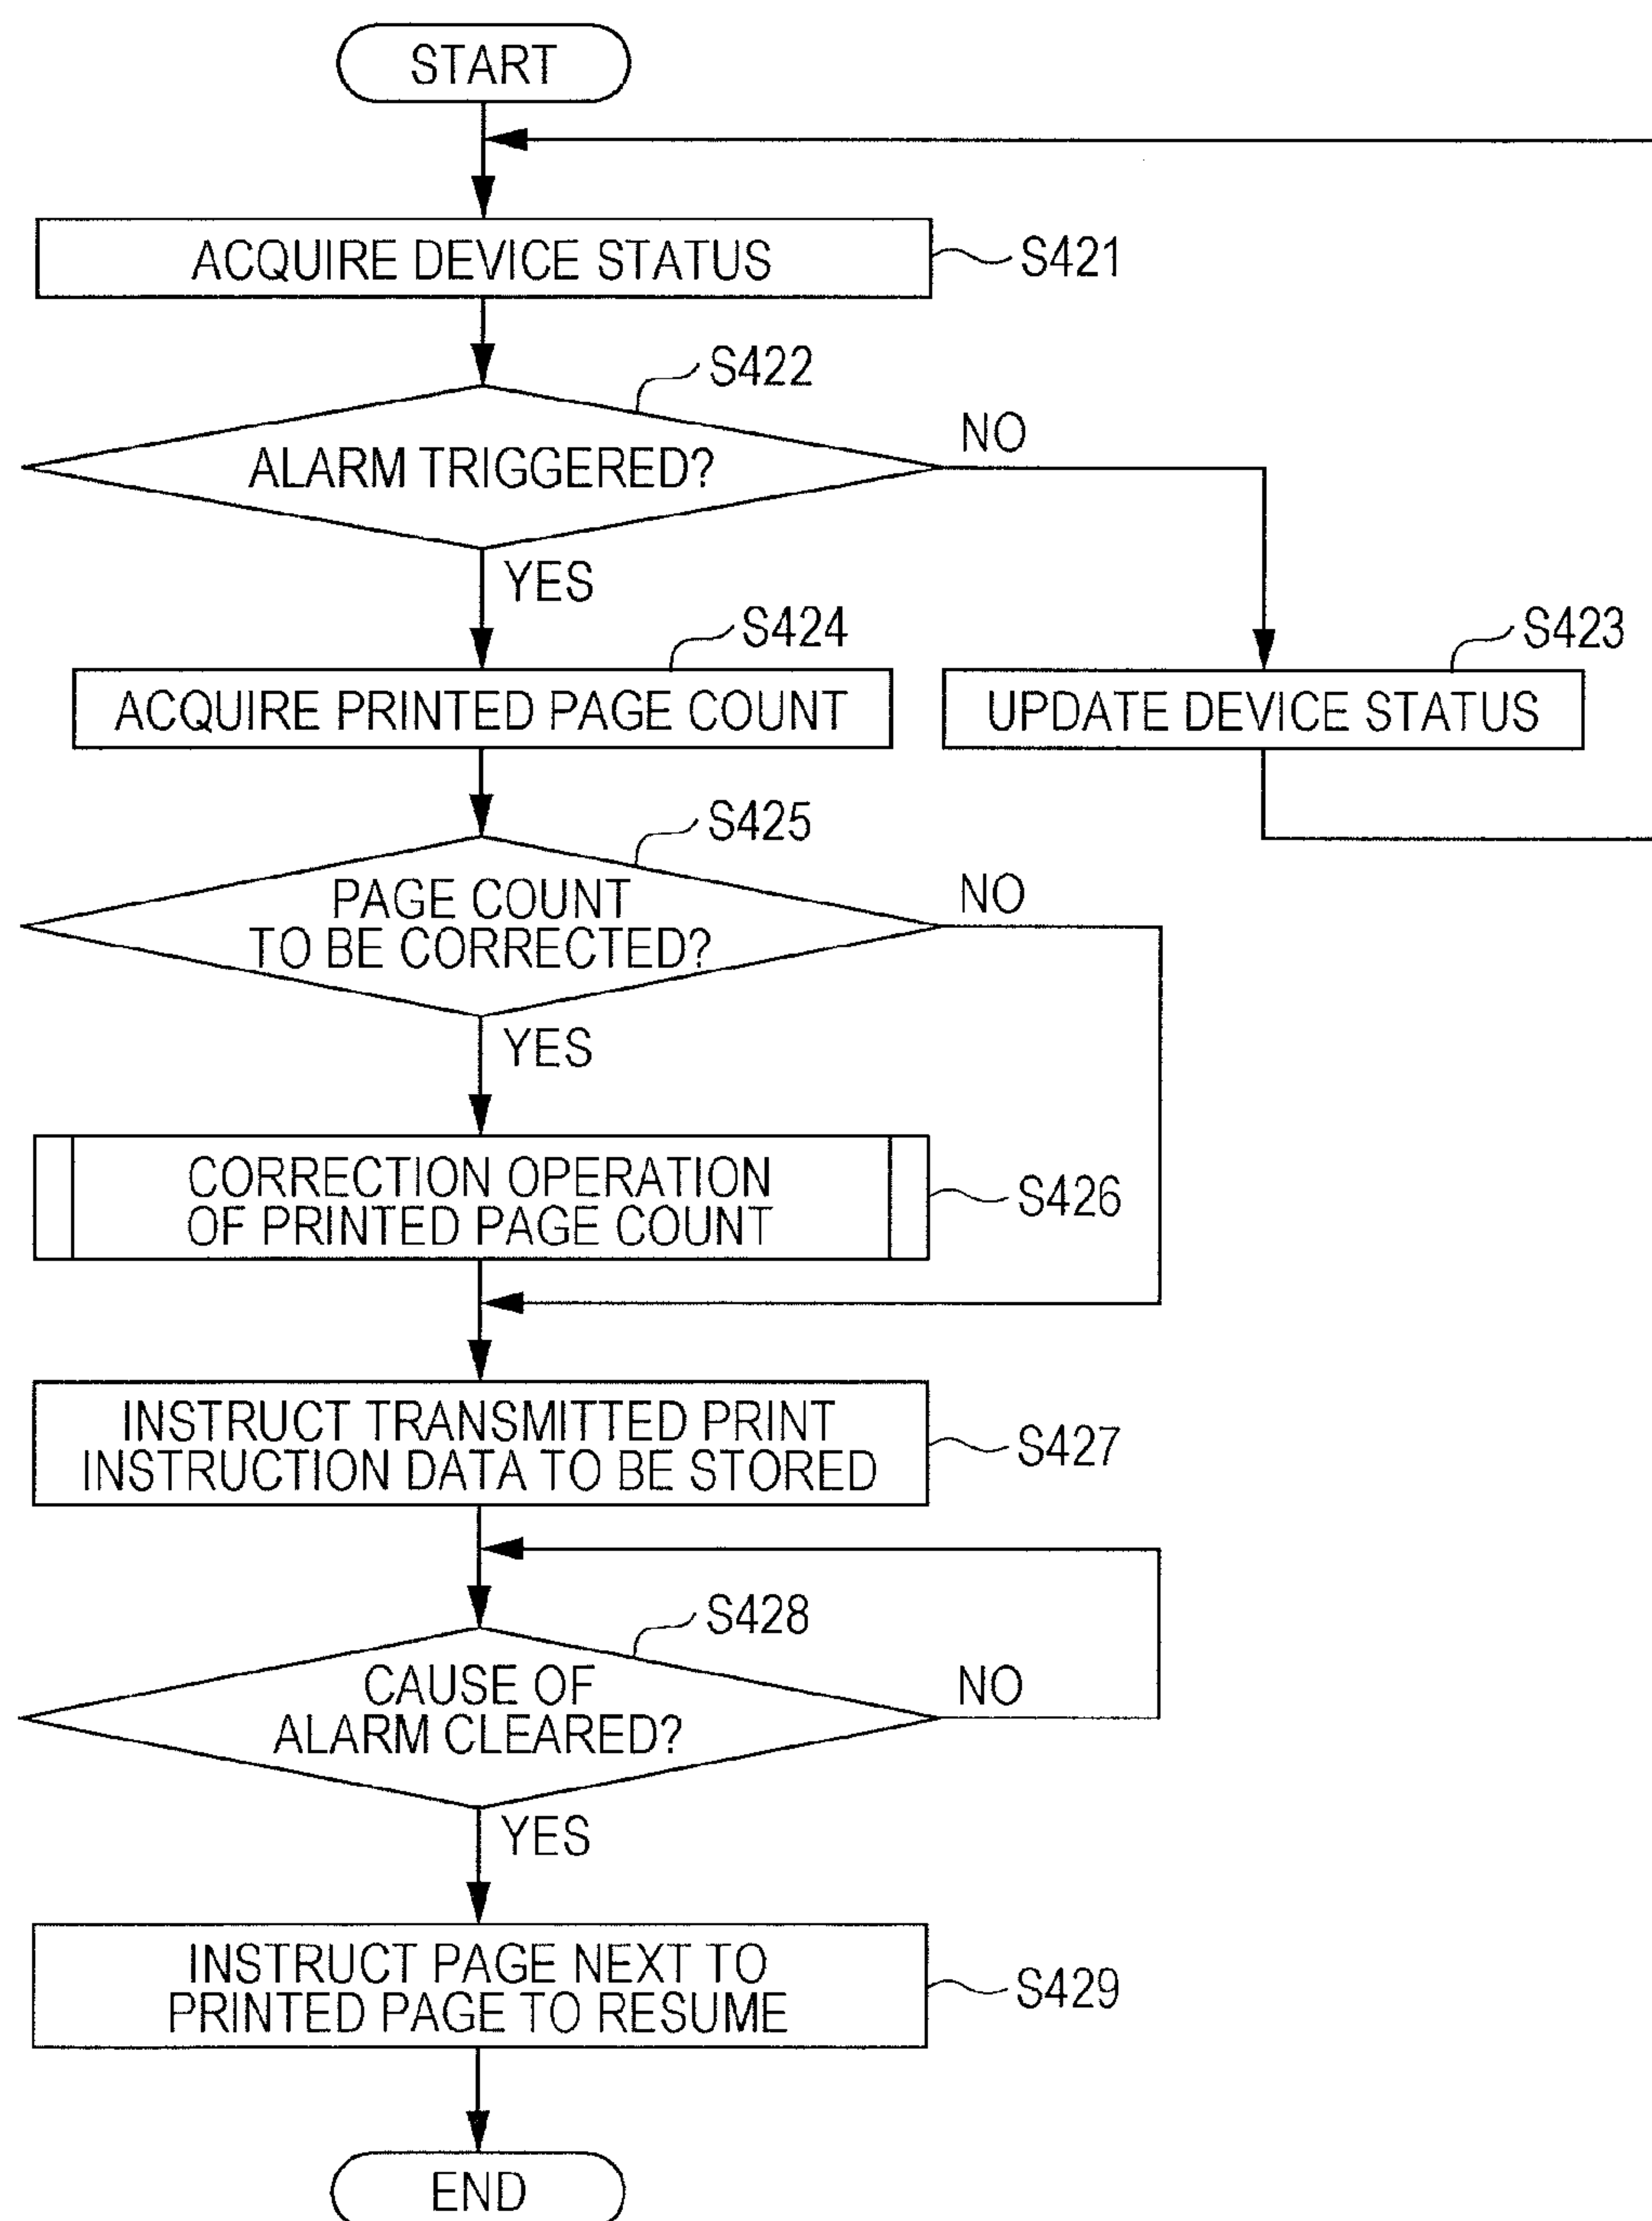 START
ACQUIRE DEVICE STATUS
S421
S422
ALARM TRIGGERED?
NO
YES
S424
S423
ACQUIRE PRINTED PAGE COUNT
UPDATE DEVICE STATUS
S425
PAGE COUNT
TO BE CORRECTED?
NO
YES
CORRECTION OPERATION
OF PRINTED PAGE COUNT
S426
INSTRUCT TRANSMITTED PRINT
INSTRUCTION DATA TO BE STORED
S427
S428
CAUSE OF
ALARM CLEARED?
NO
YES
INSTRUCT PAGE NEXT TO
PRINTED PAGE TO RESUME
S429
END